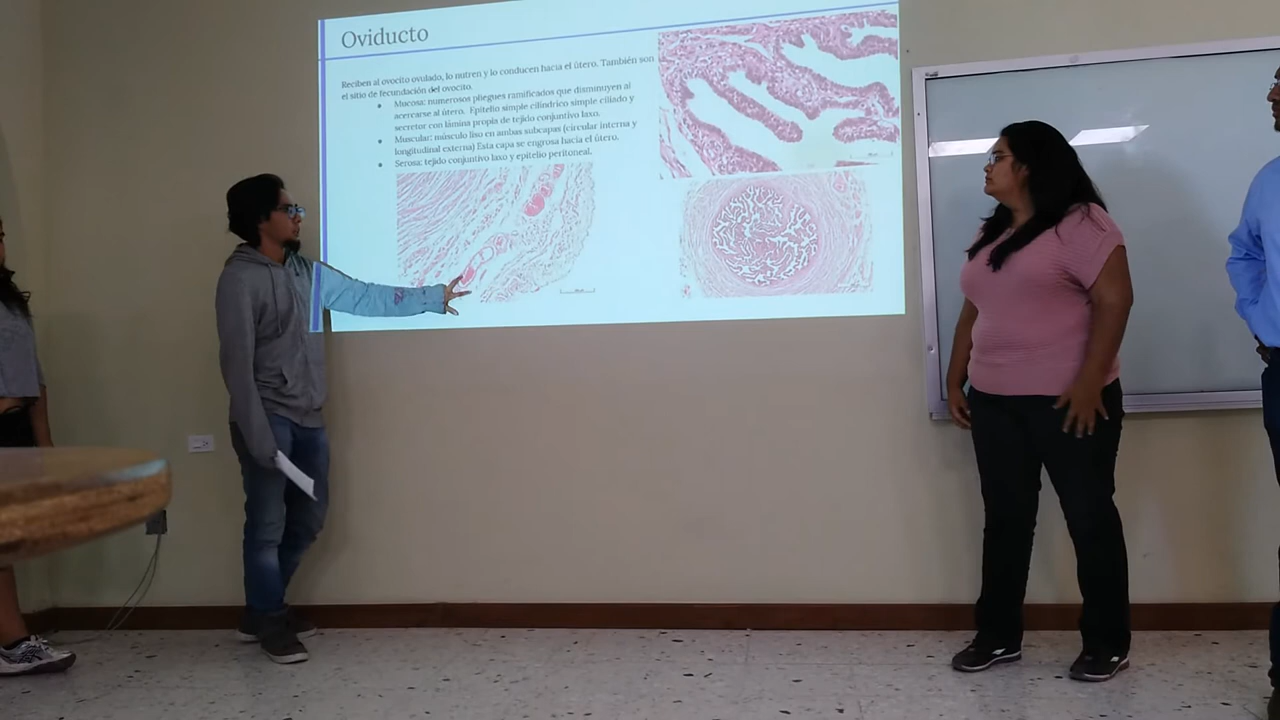 Oviducto
Reciben al ovocito ovulado, lo nutren y lo conducen hacia el útero. También son
el sitio de fecundación del ovocito.
● Mucosa: numerosos pliegues ramificados que disminuyen al
acercarse al útero. Epitelio simple cilíndrico simple ciliado y
secretor con lámina propia de tejido conjuntivo laxo.
● Muscular: músculo liso en ambas subcapas (circular interna y
longitudinal externa) Esta capa se engrosa hacia el útero.
● Serosa: tejido conjuntivo laxo y epitelio peritoneal.